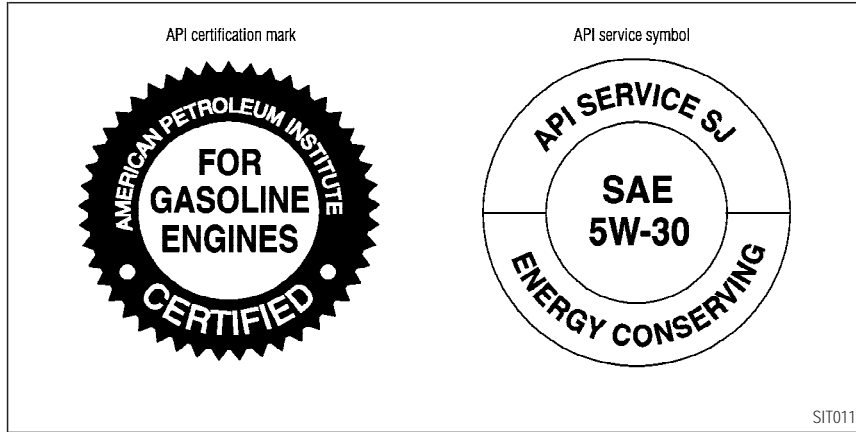 API certification mark
AMERICAN PETROLEUM INSTITUTE
FOR
GASOLINE
ENGINES
CERTIFIED
API service symbol
API SERVICE SJ
SAE
5W-30
ENERGY CONSERVING
SIT011